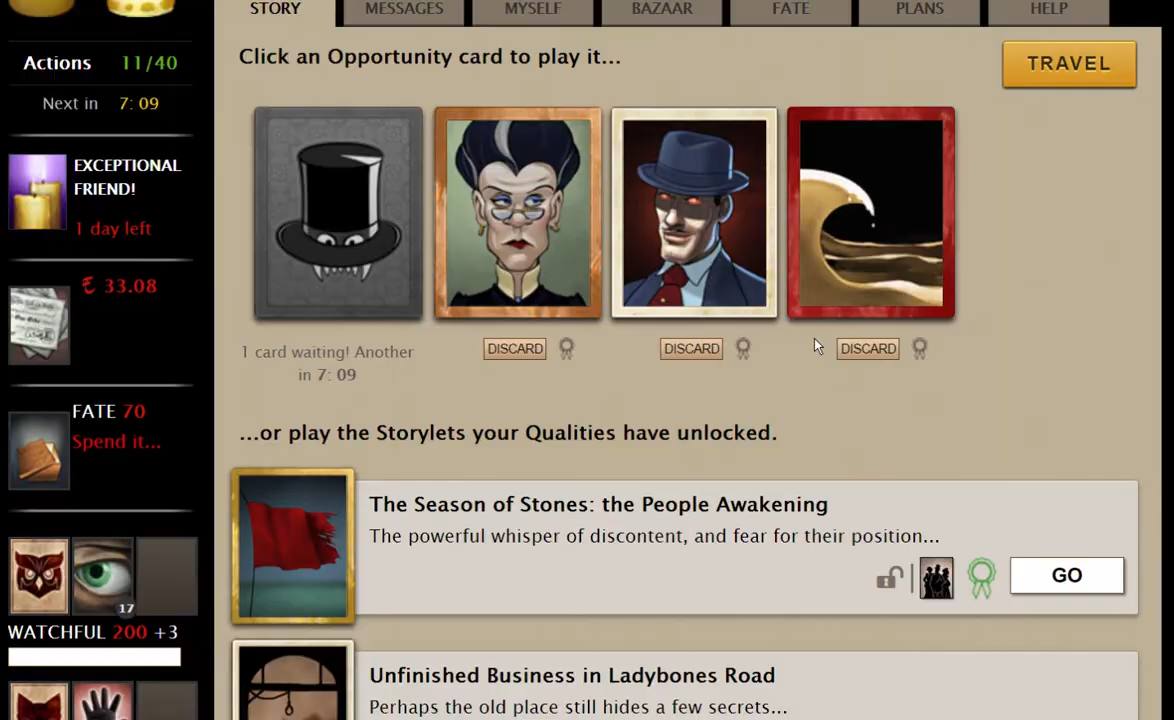 STORY MESSAGES MYSELF BAZAAR FATE PLANS HELP
Actions 11/40
Next in 7: 09
EXCEPTIONAL
FRIEND!
1 day left
£ 33.08
FATE 70
Spend it...
17
WATCHFUL 200 +3
Click an Opportunity card to play it...
TRAVEL
1 card waiting! Another
in 7: 09
DISCARD
DISCARD
DISCARD
...or play the Storylets your Qualities have unlocked.
The Season of Stones: the People Awakening
The powerful whisper of discontent, and fear for their position...
GO
Unfinished Business in Ladybones Road
Perhaps the old place still hides a few secrets...